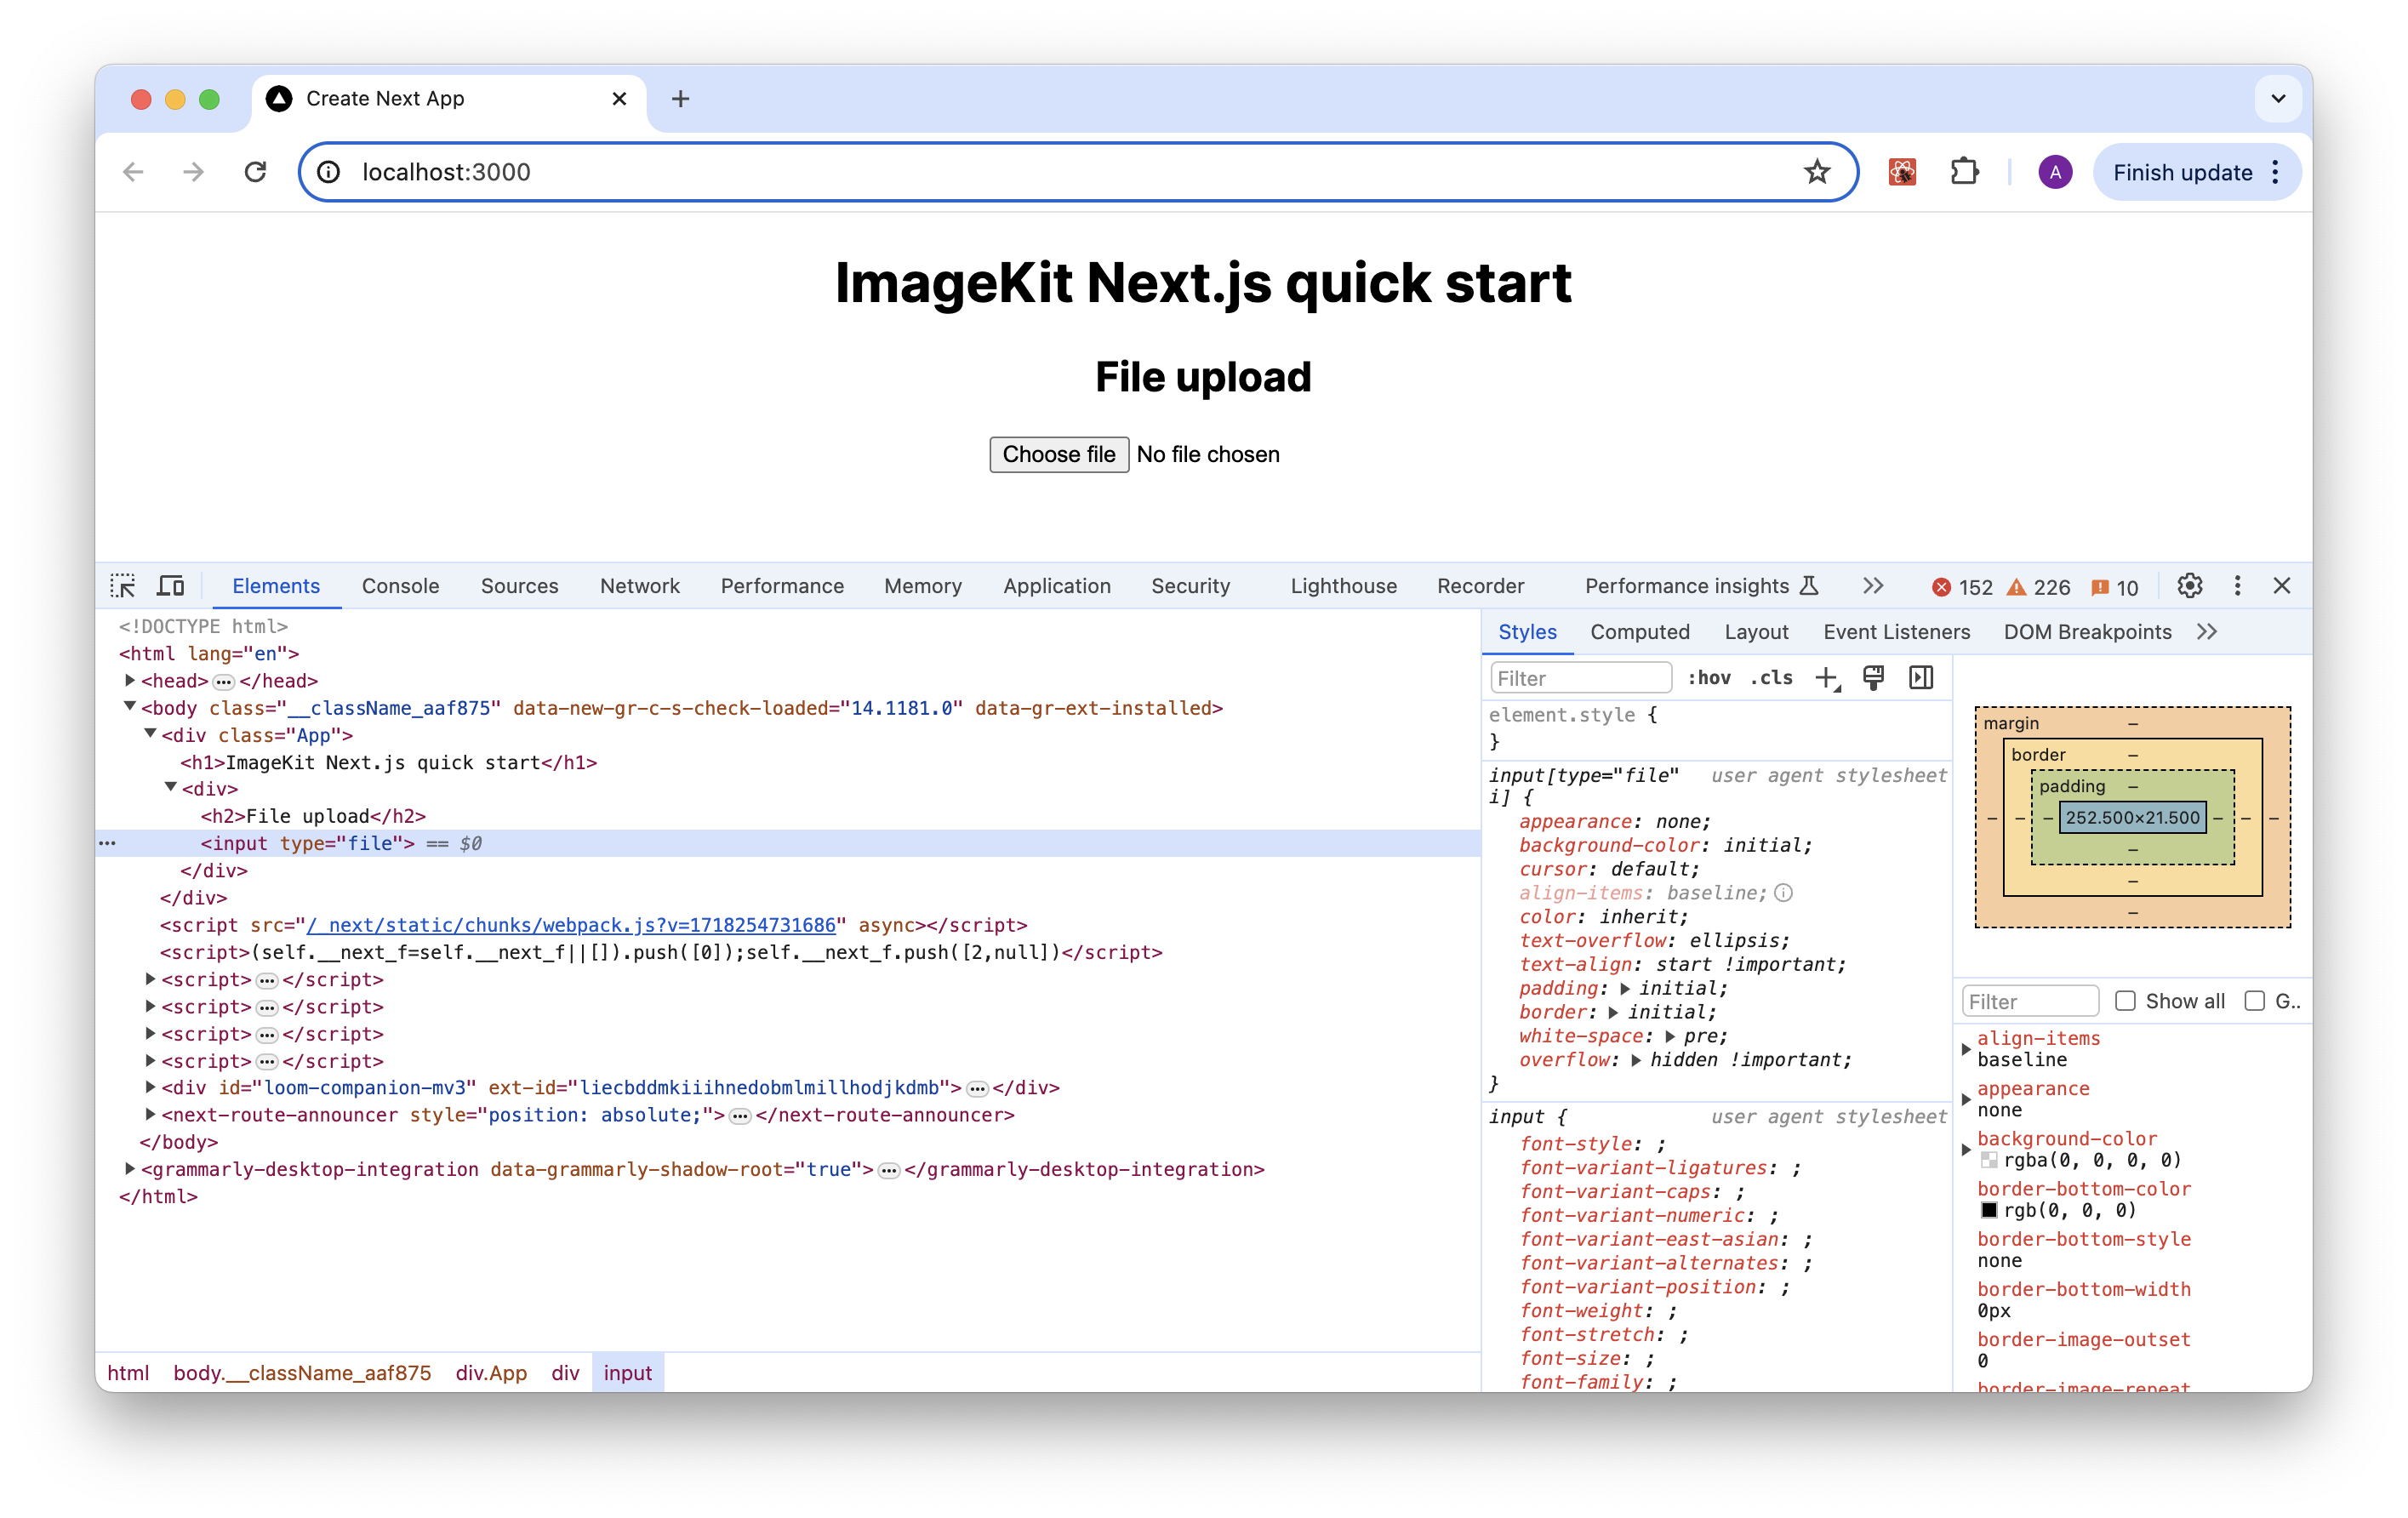 Create Next App
localhost:3000
A
Finish update
ImageKit Next.js quick start
File upload
Choose file No file chosen
Elements Console Sources Network Performance Memory Application Security Lighthouse Recorder Performance insights 152 226 10
<!DOCTYPE html>
<html lang="en">
<head>…</head>
<body class="__className_aaf875" data-new-gr-c-s-check-loaded="14.1181.0" data-gr-ext-installed>
<div class="App">
<h1>ImageKit Next.js quick start</h1>
<div>
<h2>File upload</h2>
<input type="file"> == $0
</div>
</div>
<script src="/_next/static/chunks/webpack.js?v=1718254731686" async></script>
<script>(self.__next_f=self.__next_f||[]).push([0]);self.__next_f.push([2,null])</script>
<script>…</script>
<script>…</script>
<script>…</script>
<script>…</script>
<div id="loom-companion-mv3" ext-id="liecbddmkiiihnedobmlmillhodjkdmb">…</div>
<next-route-announcer style="position: absolute;">…</next-route-announcer>
</body>
<grammarly-desktop-integration data-grammarly-shadow-root="true">…</grammarly-desktop-integration>
</html>
html body.__className_aaf875 div.App div input
Styles Computed Layout Event Listeners DOM Breakpoints
Filter :hov .cls
element.style {
}
input[type="file" user agent stylesheet
i] {
appearance: none;
background-color: initial;
cursor: default;
align-items: baseline;
color: inherit;
text-overflow: ellipsis;
text-align: start !important;
padding: initial;
border: initial;
white-space: pre;
overflow: hidden !important;
}
input { user agent stylesheet
font-style: ;
font-variant-ligatures: ;
font-variant-caps: ;
font-variant-numeric: ;
font-variant-east-asian: ;
font-variant-alternates: ;
font-variant-position: ;
font-weight: ;
font-stretch: ;
font-size: ;
font-family: ;
margin –
border –
padding –
– – – 252.500×21.500 – – –
–
–
–
Filter Show all G..
align-items
baseline
appearance
none
background-color
rgba(0, 0, 0, 0)
border-bottom-color
rgb(0, 0, 0)
border-bottom-style
none
border-bottom-width
0px
border-image-outset
0
border-image-repeat